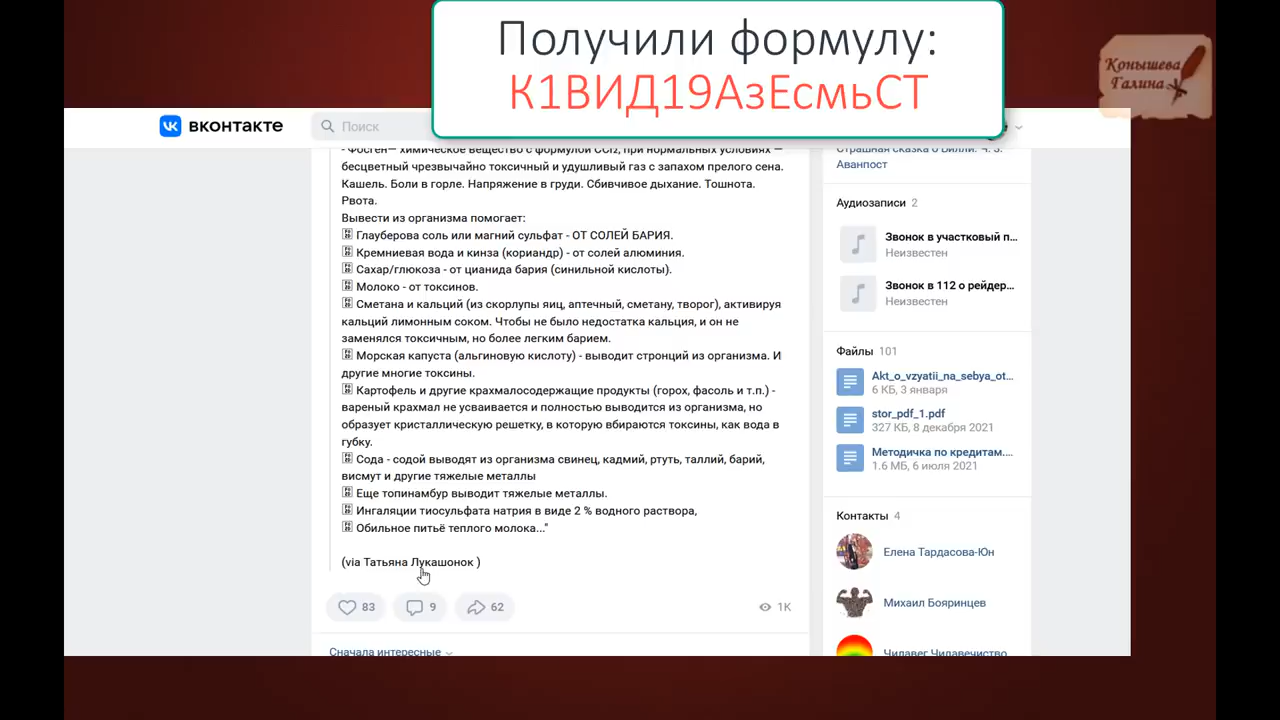 Получили формулу:
К1ВИД19АзЕсмьСТ
Конышева
Галина
вконтакте
Поиск
- Фосген— химическое вещество с формулой CCl2, при нормальных условиях —
бесцветный чрезвычайно токсичный и удушливый газ с запахом прелого сена.
Кашель. Боли в горле. Напряжение в груди. Сбивчивое дыхание. Тошнота.
Рвота.
Вывести из организма помогает:
Глауберова соль или магний сульфат - ОТ СОЛЕЙ БАРИЯ.
Кремниевая вода и кинза (кориандр) - от солей алюминия.
Сахар/глюкоза - от цианида бария (синильной кислоты).
Молоко - от токсинов.
Сметана и кальций (из скорлупы яиц, аптечный, сметану, творог), активируя
кальций лимонным соком. Чтобы не было недостатка кальция, и он не
заменялся токсичным, но более легким барием.
Морская капуста (альгиновую кислоту) - выводит стронций из организма. И
другие многие токсины.
Картофель и другие крахмалосодержащие продукты (горох, фасоль и т.п.) -
вареный крахмал не усваивается и полностью выводится из организма, но
образует кристаллическую решетку, в которую вбираются токсины, как вода в
губку.
Сода - содой выводят из организма свинец, кадмий, ртуть, таллий, барий,
висмут и другие тяжелые металлы
Еще топинамбур выводит тяжелые металлы.
Ингаляции тиосульфата натрия в виде 2 % водного раствора,
Обильное питьё теплого молока..."
(via Татьяна Лукашонок )
83
9
62
1K
Сначала интересные
Страшная сказка о Билли. Ч. 3.
Аванпост
Аудиозаписи 2
Звонок в участковый п...
Неизвестен
Звонок в 112 о рейдер...
Неизвестен
Файлы 101
Akt_o_vzyatii_na_sebya_ot...
6 КБ, 3 января
stor_pdf_1.pdf
327 КБ, 8 декабря 2021
Методичка по кредитам....
1.6 МБ, 6 июля 2021
Контакты 4
Елена Тардасова-Юн
Михаил Бояринцев
Чилавег Чилавечиство